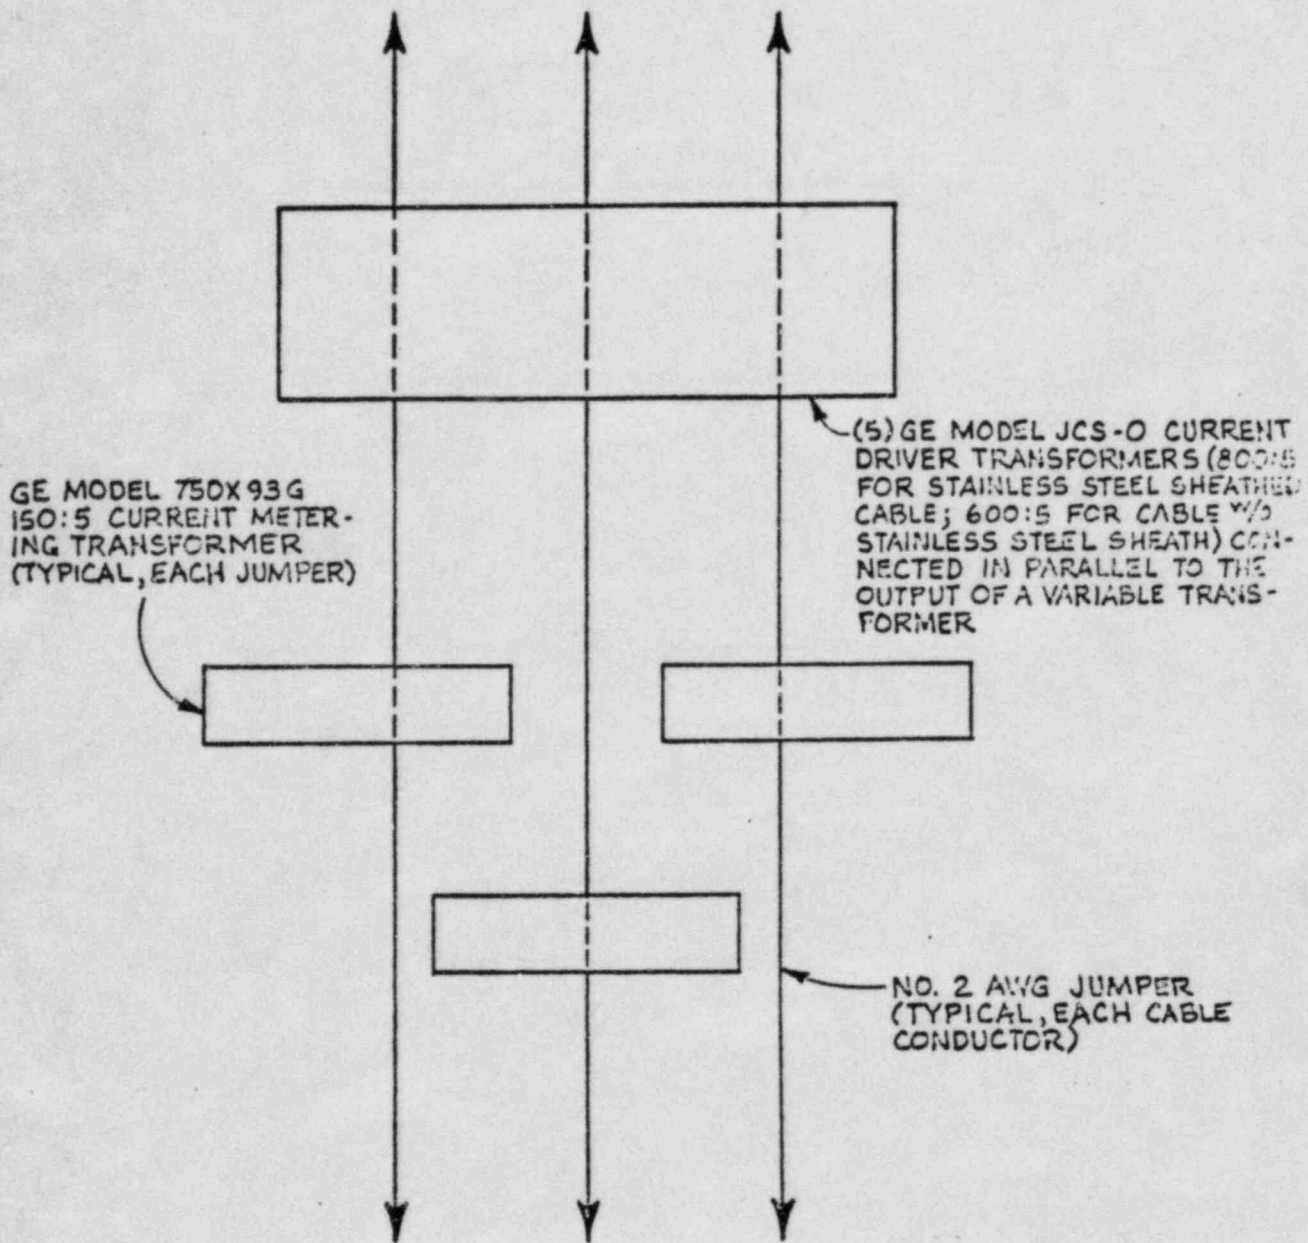 (5) GE MODEL JCS-O CURRENT
DRIVER TRANSFORMERS (800:5
FOR STAINLESS STEEL SHEATHED
CABLE; 600:5 FOR CABLE W/O
STAINLESS STEEL SHEATH) CON-
NECTED IN PARALLEL TO THE
OUTPUT OF A VARIABLE TRANS-
FORMER
GE MODEL 750X93G
150:5 CURRENT METER-
ING TRANSFORMER
(TYPICAL, EACH JUMPER)
NO. 2 AWG JUMPER
(TYPICAL, EACH CABLE
CONDUCTOR)